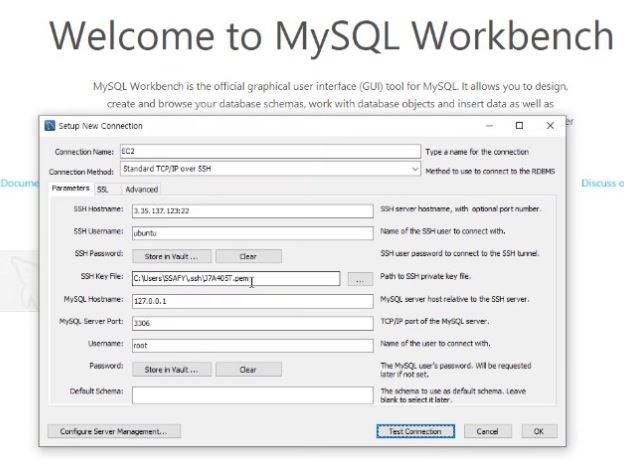 Welcome to MySQL Workbench
MySQL Workbench is the official graphical user interface (GUI) tool for MySQL. It allows you to design,
create and browse your database schemas, work with database objects and insert data as well as
er
Setup New Connection
Connection Name: EC2 Type a name for the connection
Connection Method: Standard TCP/IP over SSH Method to use to connect to the RDBMS
Docume
Discuss o
Parameters SSL Advanced
SSH Hostname: 3.35.137.123:22 SSH server hostname, with optional port number.
SSH Username: ubuntu Name of the SSH user to connect with.
SSH Password: Store in Vault ... Clear SSH user password to connect to the SSH tunnel.
SSH Key File: C:\Users\SSAFY\.ssh\J7A405T.pem ... Path to SSH private key file.
MySQL Hostname: 127.0.0.1 MySQL server host relative to the SSH server.
MySQL Server Port: 3306 TCP/IP port of the MySQL server.
Username: root Name of the user to connect with.
Password: Store in Vault ... Clear The MySQL user's password. Will be requested
later if not set.
Default Schema: The schema to use as default schema. Leave
blank to select it later.
Configure Server Management... Test Connection Cancel OK